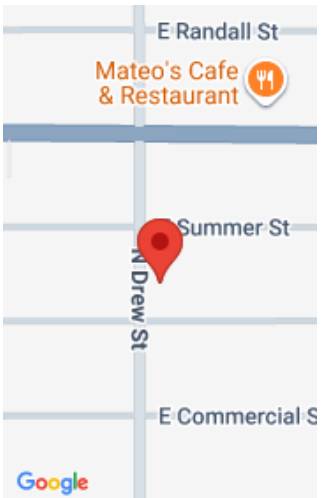 E Randall St
Mateo's Cafe
& Restaurant
Summer St
N Drew St
E Commercial S
Google